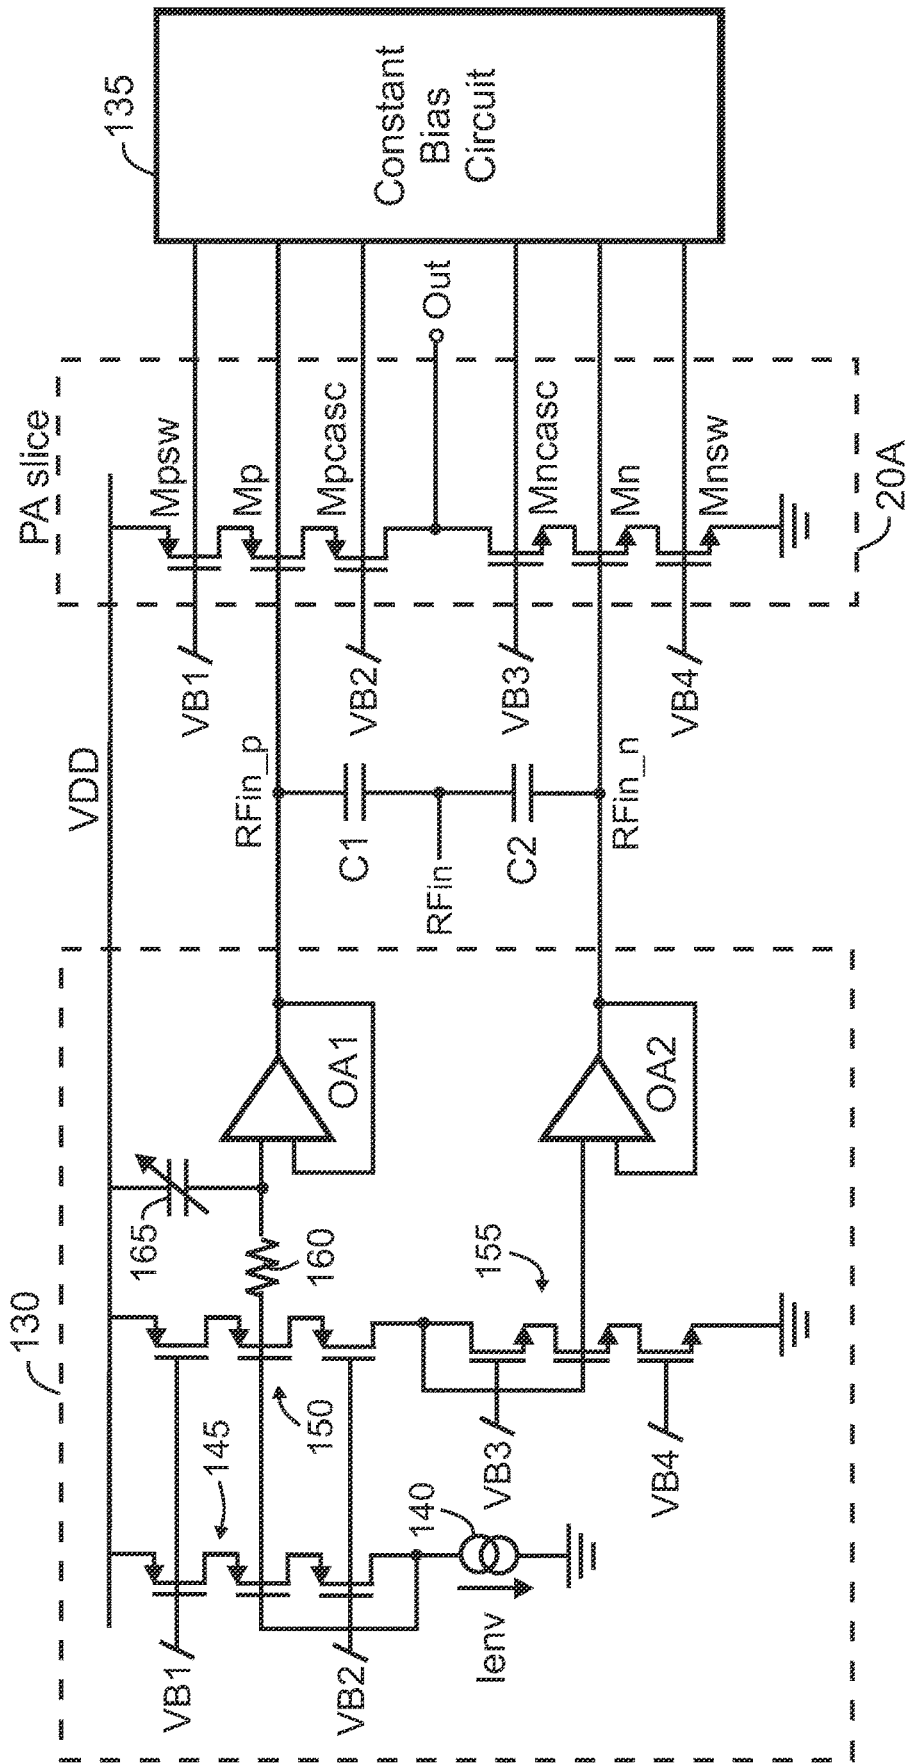 130
VB1
145
VB2
150
Ienv
140
VB3
155
VB4
165
160
OA1
OA2
VDD
RFin_p
C1
RFin
C2
RFin_n
PA slice
VB1
VB2
VB3
VB4
Mpsw
Mp
Mpcasc
Mncasc
Mn
Mnsw
20A
Out
135
Constant
Bias
Circuit